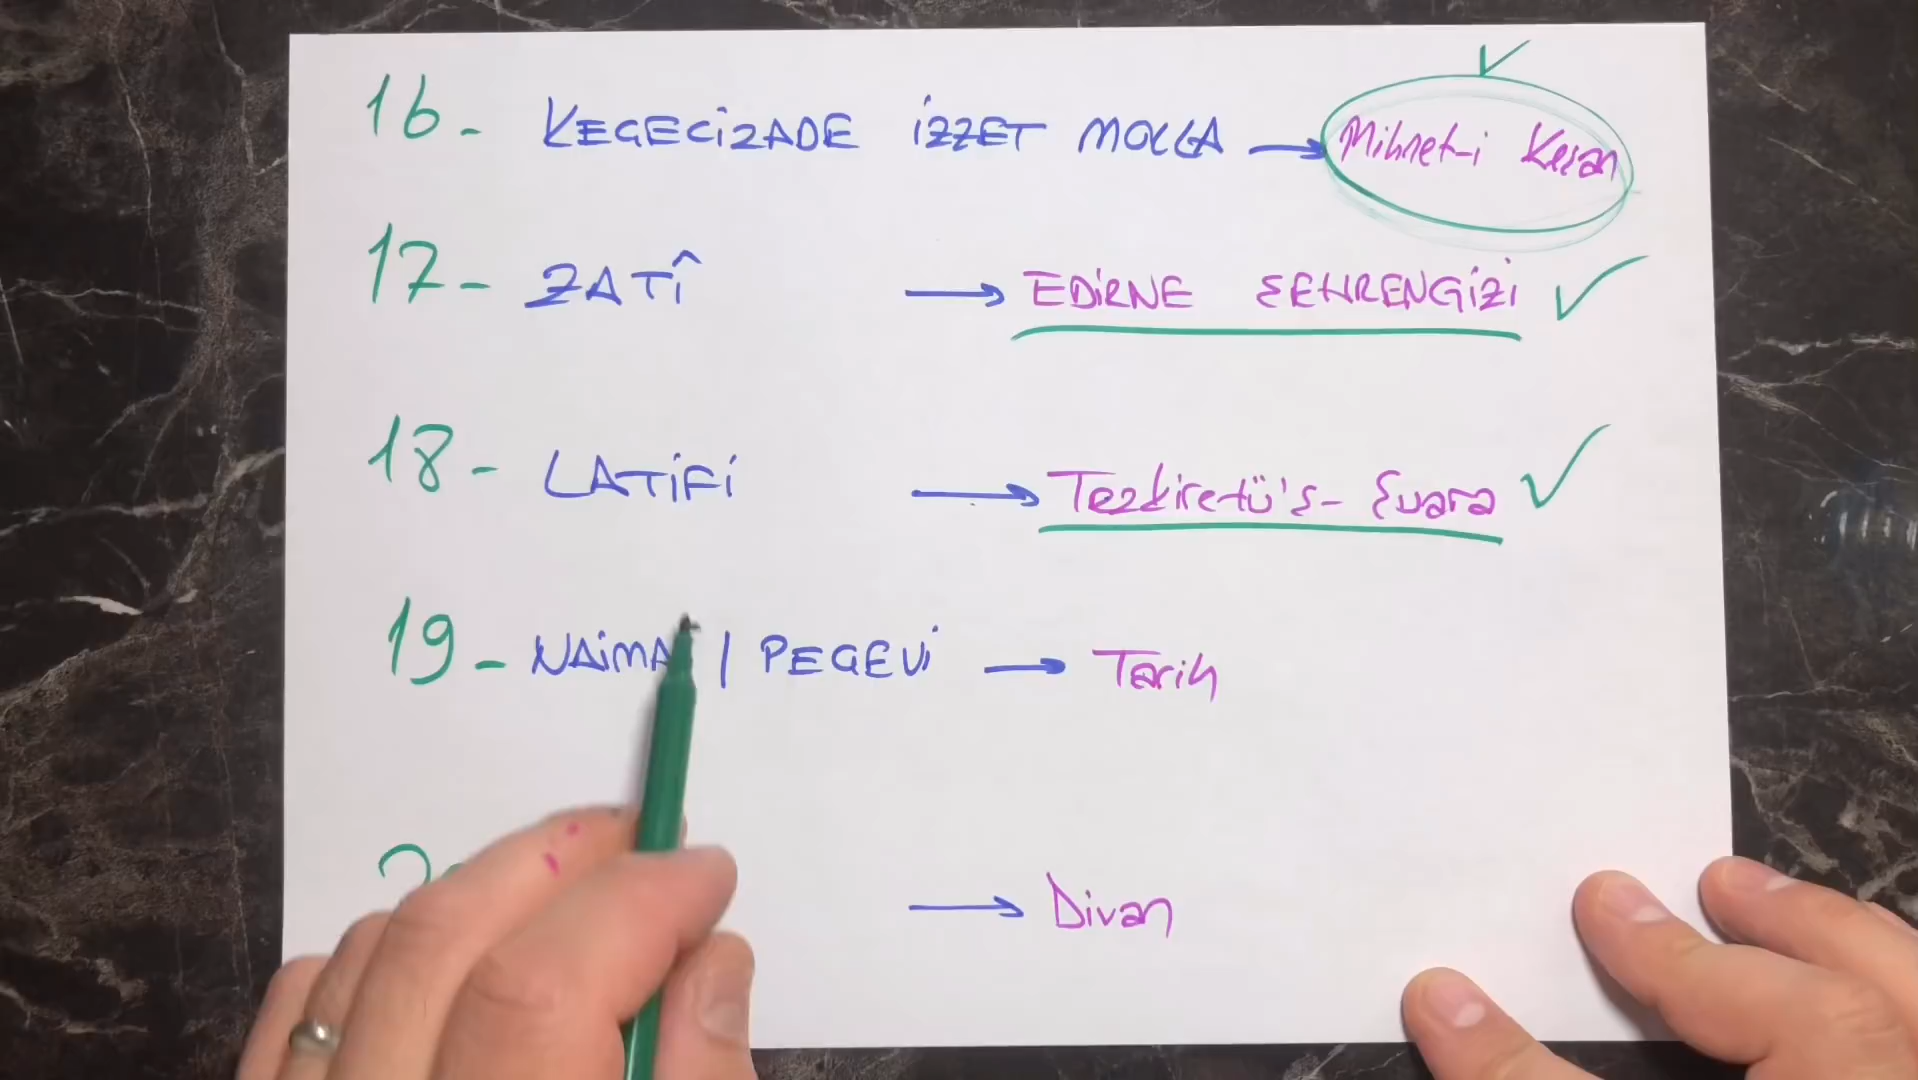 16- KEÇECİZADE İZZET MOLLA → Mihnet-i Keşan
17- ZATÎ → EDİRNE ŞEHRENGİZİ
18- LATİFİ → Tezkiretü'ş-Şuara
19- NAİMA / PEÇEVİ → Tarih
→ Divan